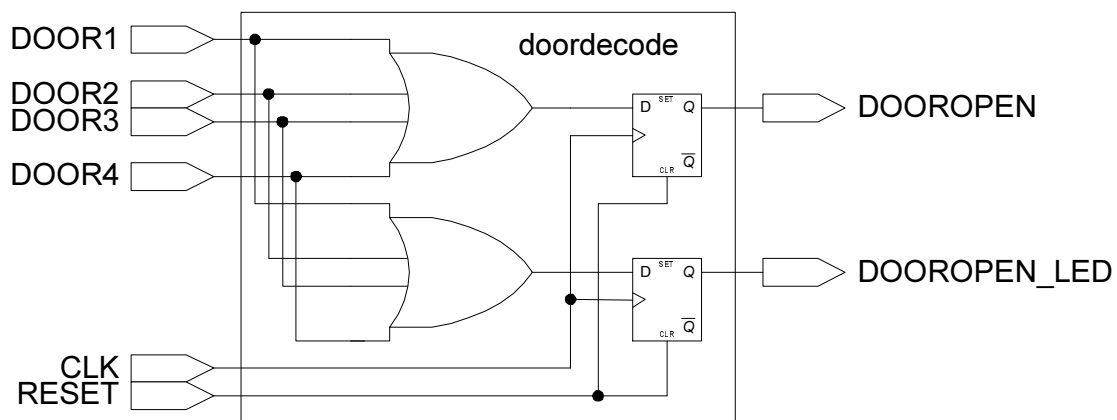 DOOR1
doordecode
DOOR2
DOOR3
DOOR4
D SET Q
CLR Q
DOOROPEN
D SET Q
CLR Q
DOOROPEN_LED
CLK
RESET